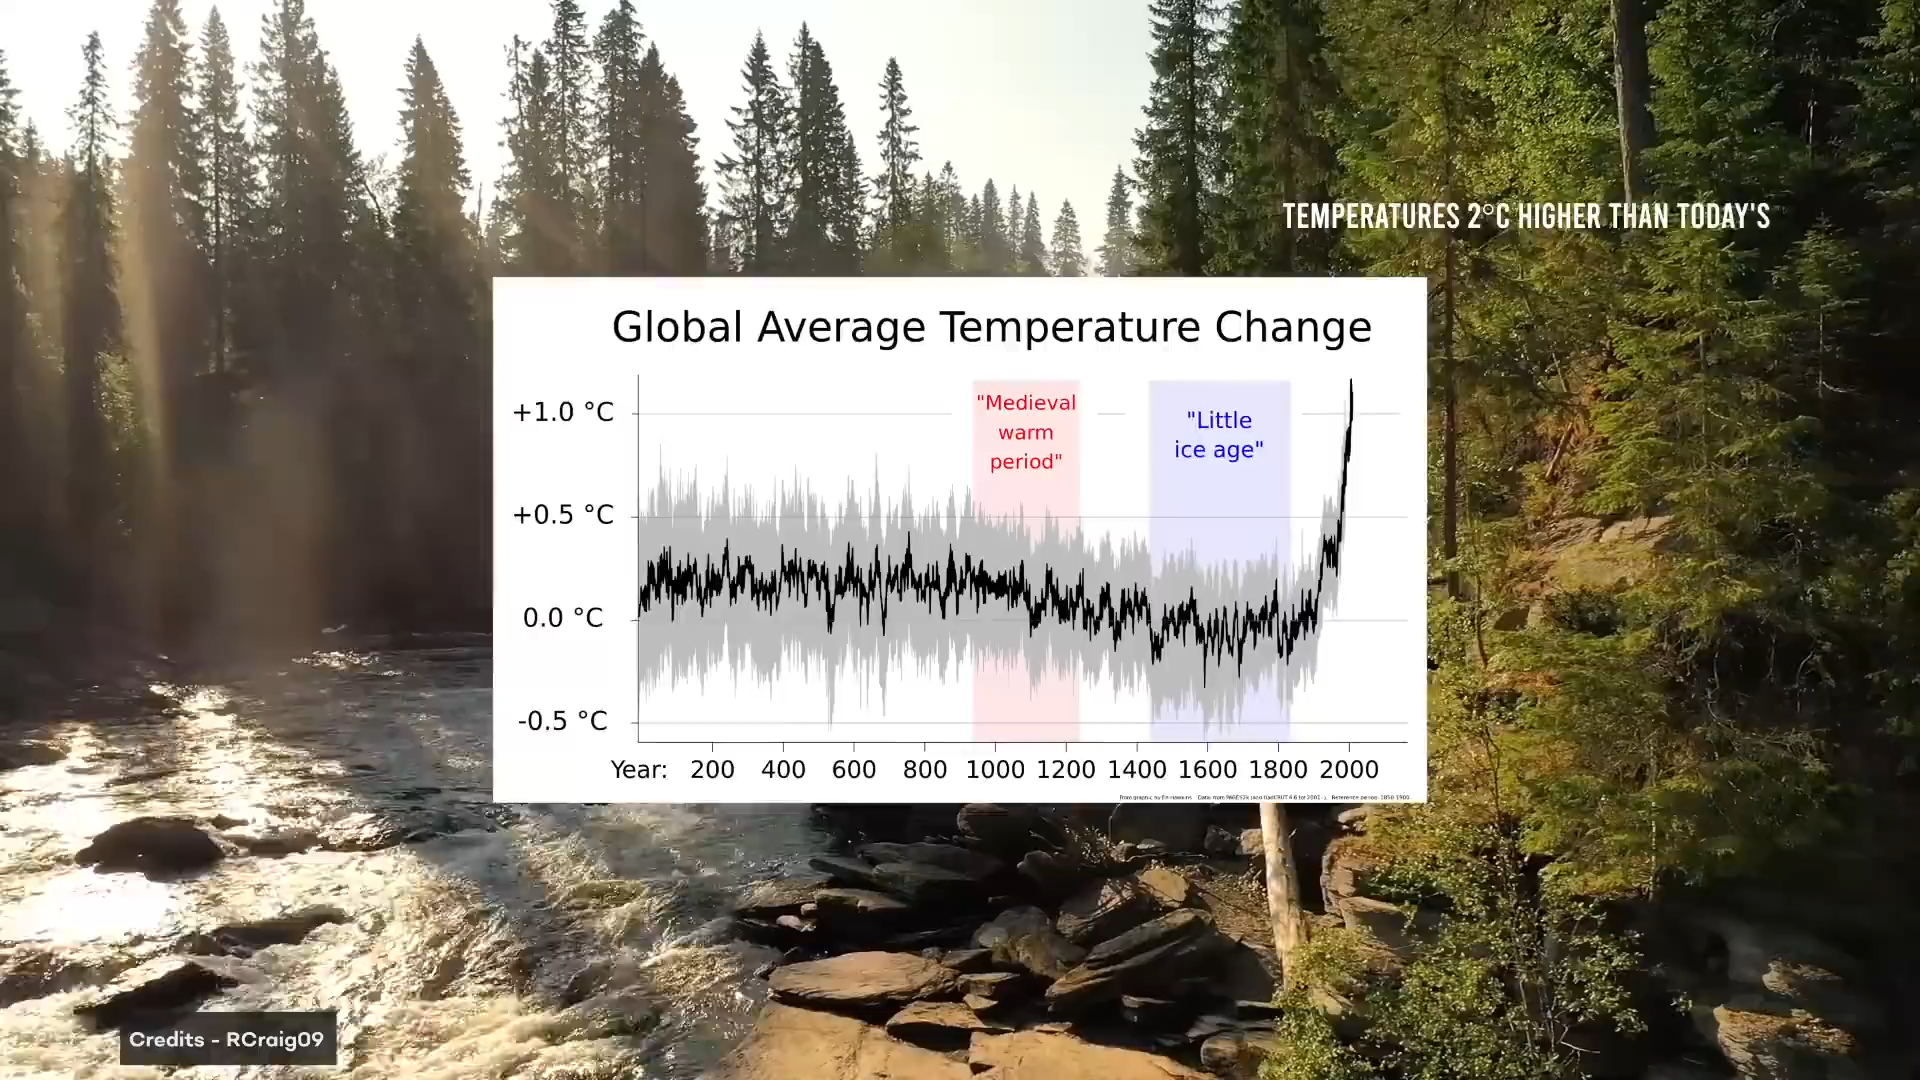 TEMPERATURES 2°C HIGHER THAN TODAY'S
Global Average Temperature Change
+1.0 °C
+0.5 °C
0.0 °C
-0.5 °C
"Medieval
warm
period"
"Little
ice age"
Year: 200 400 600 800 1000 1200 1400 1600 1800 2000
Credits - RCraig09